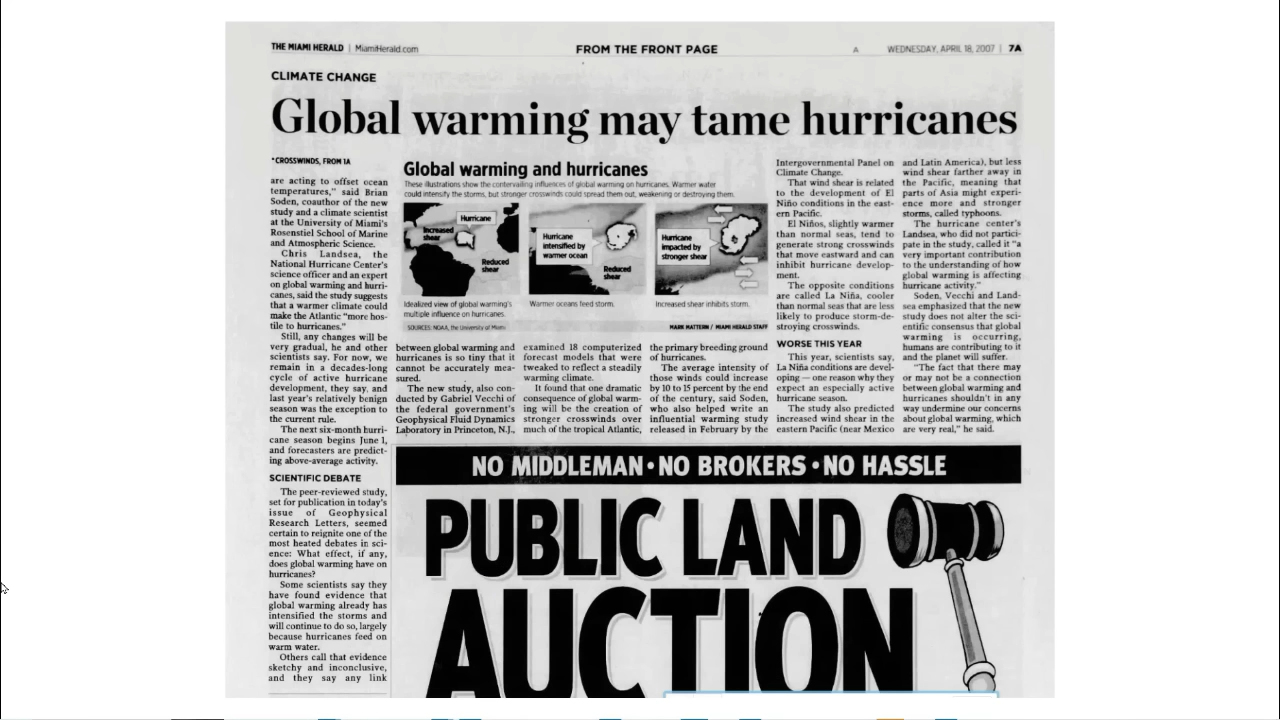 THE MIAMI HERALD | MiamiHerald.com
FROM THE FRONT PAGE
A
WEDNESDAY, APRIL 18, 2007 | 7A
CLIMATE CHANGE
Global warming may tame hurricanes
*CROSSWINDS, FROM 1A
are acting to offset ocean
temperatures,” said Brian
Soden, coauthor of the new
study and a climate scientist
at the University of Miami’s
Rosenstiel School of Marine
and Atmospheric Science.
Chris Landsea, the
National Hurricane Center’s
science officer and an expert
on global warming and hurri-
canes, said the study suggests
that a warmer climate could
make the Atlantic “more hos-
tile to hurricanes.”
Still, any changes will be
very gradual, he and other
scientists say. For now, we
remain in a decades-long
cycle of active hurricane
development, they say, and
last year’s relatively benign
season was the exception to
the current rule.
The next six-month hurri-
cane season begins June 1,
and forecasters are predict-
ing above-average activity.
SCIENTIFIC DEBATE
The peer-reviewed study,
set for publication in today’s
issue of Geophysical
Research Letters, seemed
certain to reignite one of the
most heated debates in sci-
ence: What effect, if any,
does global warming have on
hurricanes?
Some scientists say they
have found evidence that
global warming already has
intensified the storms and
will continue to do so, largely
because hurricanes feed on
warm water.
Others call that evidence
sketchy and inconclusive,
and they say any link
Global warming and hurricanes
These illustrations show the contervailing influences of global warming on hurricanes. Warmer water
could intensify the storms, but stronger crosswinds could spread them out, weakening or destroying them.
Hurricane
Increased
shear
Reduced
shear
Idealized view of global warming’s
multiple influence on hurricanes.
Hurricane
intensified by
warmer ocean
Reduced
shear
Warmer oceans feed storm.
Hurricane
impacted by
stronger shear
Increased shear inhibits storm.
SOURCES: NOAA, the University of Miami
MARK MATTERN / MIAMI HERALD STAFF
between global warming and
hurricanes is so tiny that it
cannot be accurately mea-
sured.
The new study, also con-
ducted by Gabriel Vecchi of
the federal government’s
Geophysical Fluid Dynamics
Laboratory in Princeton, N.J.,
examined 18 computerized
forecast models that were
tweaked to reflect a steadily
warming climate.
It found that one dramatic
consequence of global warm-
ing will be the creation of
stronger crosswinds over
much of the tropical Atlantic,
the primary breeding ground
of hurricanes.
The average intensity of
those winds could increase
by 10 to 15 percent by the end
of the century, said Soden,
who also helped write an
influential warming study
released in February by the
Intergovernmental Panel on
Climate Change.
That wind shear is related
to the development of El
Niño conditions in the east-
ern Pacific.
El Niños, slightly warmer
than normal seas, tend to
generate strong crosswinds
that move eastward and can
inhibit hurricane develop-
ment.
The opposite conditions
are called La Niña, cooler
than normal seas that are less
likely to produce storm-de-
stroying crosswinds.
WORSE THIS YEAR
This year, scientists say,
La Niña conditions are devel-
oping — one reason why they
expect an especially active
hurricane season.
The study also predicted
increased wind shear in the
eastern Pacific (near Mexico
and Latin America), but less
wind shear farther away in
the Pacific, meaning that
parts of Asia might experi-
ence more and stronger
storms, called typhoons.
The hurricane center’s
Landsea, who did not partici-
pate in the study, called it “a
very important contribution
to the understanding of how
global warming is affecting
hurricane activity.”
Soden, Vecchi and Land-
sea emphasized that the new
study does not alter the sci-
entific consensus that global
warming is occurring,
humans are contributing to it
and the planet will suffer.
“The fact that there may
or may not be a connection
between global warming and
hurricanes shouldn’t in any
way undermine our concerns
about global warming, which
are very real,” he said.
NO MIDDLEMAN • NO BROKERS • NO HASSLE
PUBLIC LAND
AUCTION